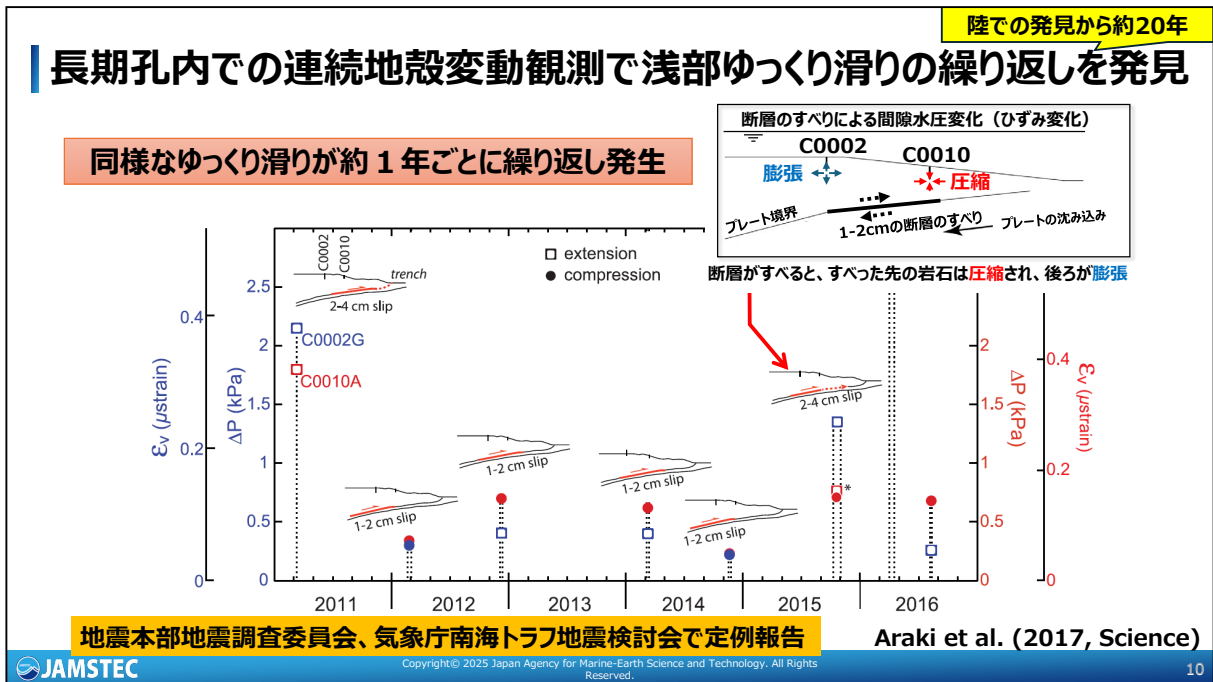 陸での発見から約20年
長期孔内での連続地殻変動観測で浅部ゆっくり滑りの繰り返しを発見
同様なゆっくり滑りが約１年ごとに繰り返し発生
断層のすべりによる間隙水圧変化（ひずみ変化）
C0002
C0010
膨張
圧縮
プレート境界
1-2cmの断層のすべり
プレートの沈み込み
断層がすべると、すべった先の岩石は圧縮され、後ろが膨張
□ extension
● compression
C0002
C0010
trench
2-4 cm slip
C0002G
C0010A
1-2 cm slip
1-2 cm slip
1-2 cm slip
1-2 cm slip
2-4 cm slip
*
εv (μstrain)
0.4
0.2
0
ΔP (kPa)
2.5
2
1.5
1
0.5
0
2
1.5
1
0.5
0
ΔP (kPa)
0.4
0.2
0
εv (μstrain)
2011
2012
2013
2014
2015
2016
地震本部地震調査委員会、気象庁南海トラフ地震検討会で定例報告
Araki et al. (2017, Science)
JAMSTEC
Copyright© 2025 Japan Agency for Marine-Earth Science and Technology. All Rights
Reserved.
10